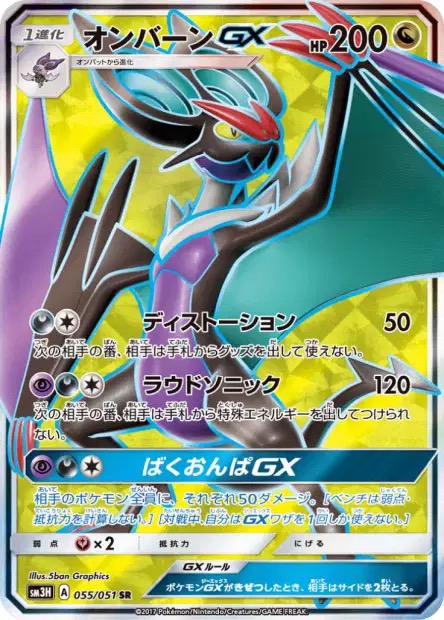 1進化
オンバーンGX
HP200
オンバットから進化
ディストーション 50
次の相手の番、相手は手札からグッズを出して使えない。
ラウドソニック 120
次の相手の番、相手は手札から特殊エネルギーを出してつけられ
ない。
ばくおんぱGX
相手のポケモン全員に、それぞれ50ダメージ。[ベンチは弱点・
抵抗力を計算しない。][対戦中、自分はGXワザを1回しか使えない。]
弱点 ×2 抵抗力 にげる
GXルール
Illus.5ban Graphics
ポケモンGXがきぜつしたとき、相手はサイドを2枚とる。
SM3H A 055/051 SR
©2017 Pokémon/Nintendo/Creatures/GAME FREAK.